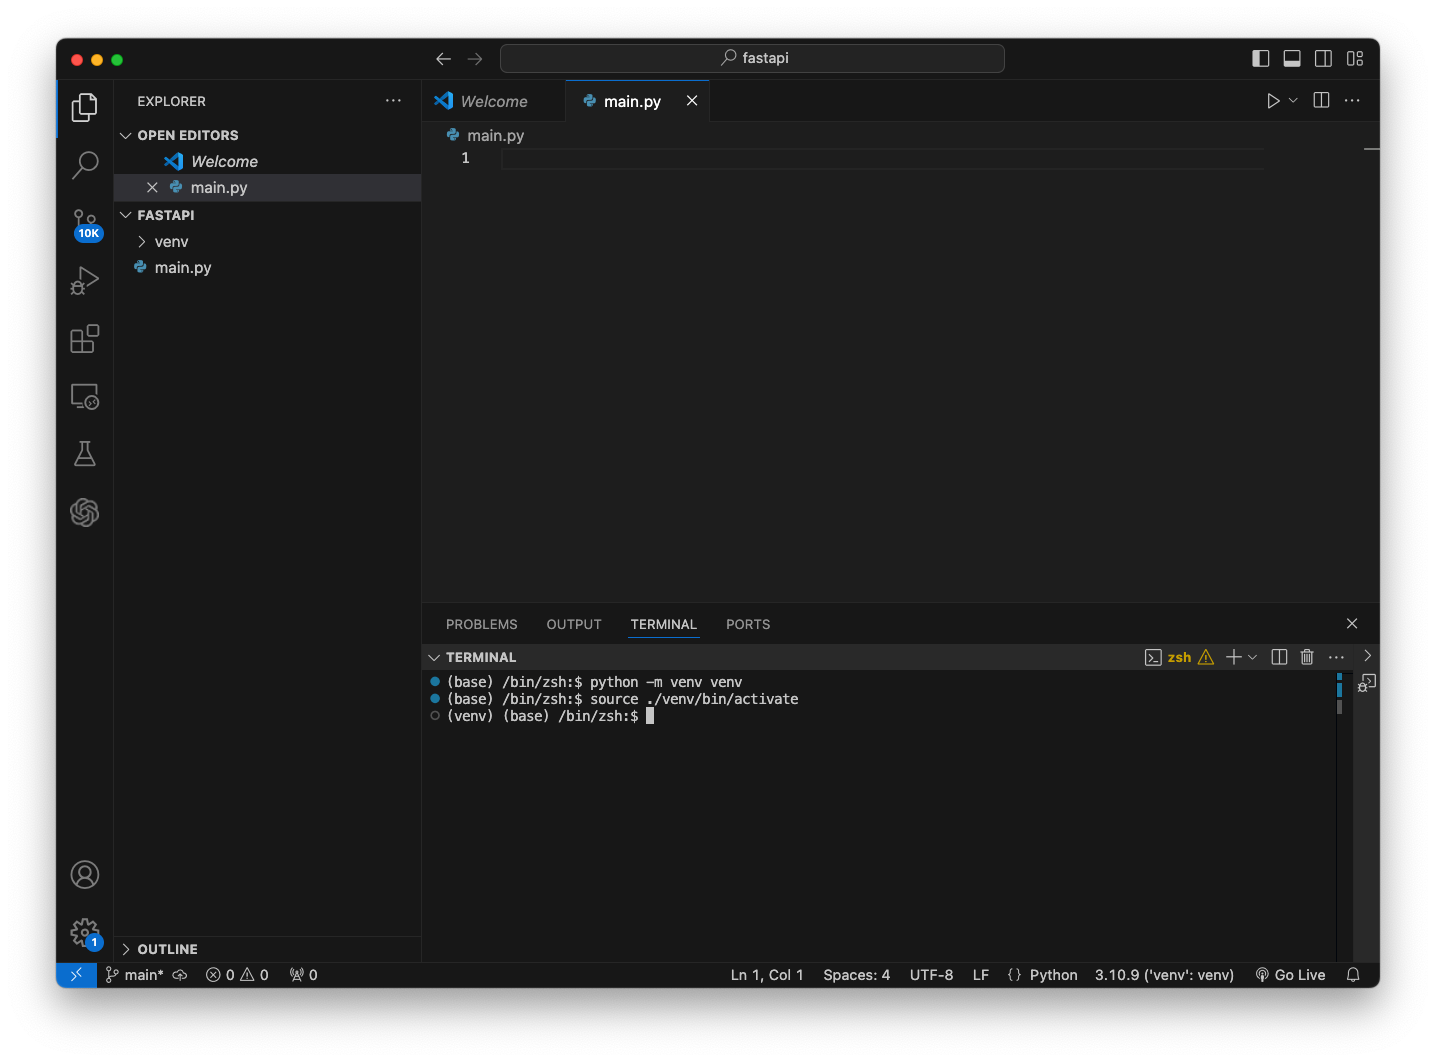 fastapi
EXPLORER
OPEN EDITORS
Welcome
main.py
FASTAPI
venv
main.py
10K
1
OUTLINE
Welcome
main.py
main.py
1
PROBLEMS OUTPUT TERMINAL PORTS
TERMINAL
zsh
(base) /bin/zsh:$ python -m venv venv
(base) /bin/zsh:$ source ./venv/bin/activate
(venv) (base) /bin/zsh:$
main* 0 0 0 Ln 1, Col 1 Spaces: 4 UTF-8 LF {} Python 3.10.9 ('venv': venv) Go Live